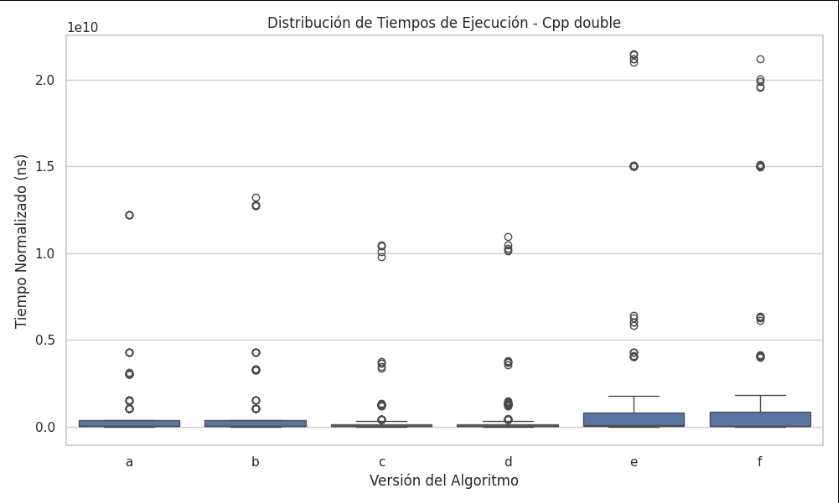 Distribución de Tiempos de Ejecución - Cpp double
1e10
2.0
1.5
1.0
0.5
0.0
Tiempo Normalizado (ns)
a b c d e f
Versión del Algoritmo